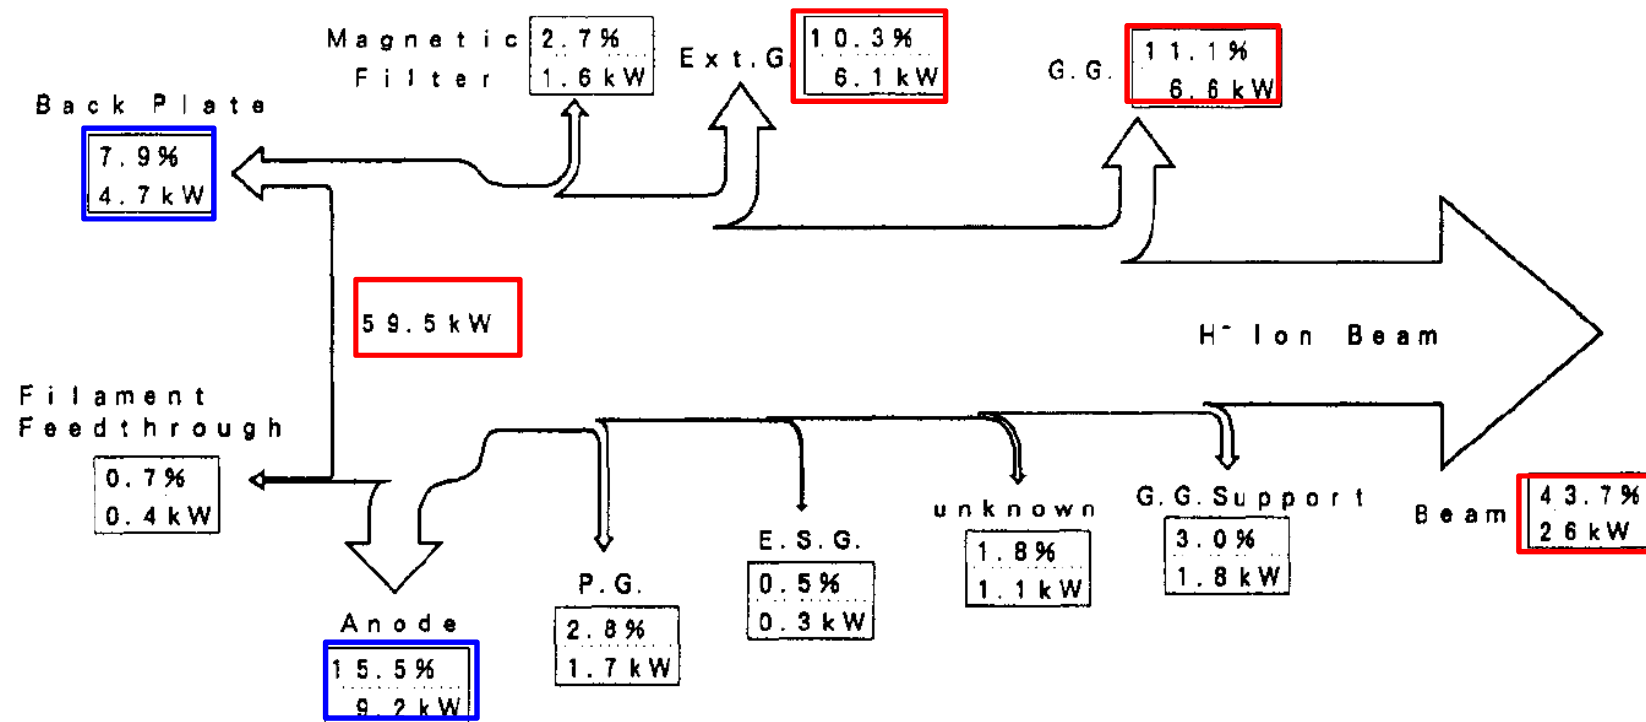 Magnetic
Filter
2.7%
1.6kW
Ext.G.
10.3%
6.1kW
G.G.
11.1%
6.6kW
Back Plate
7.9%
4.7kW
59.5kW
H⁻ Ion Beam
Filament
Feedthrough
0.7%
0.4kW
Anode
15.5%
9.2kW
P.G.
2.8%
1.7kW
E.S.G.
0.5%
0.3kW
unknown
1.8%
1.1kW
G.G.Support
3.0%
1.8kW
Beam
43.7%
26kW